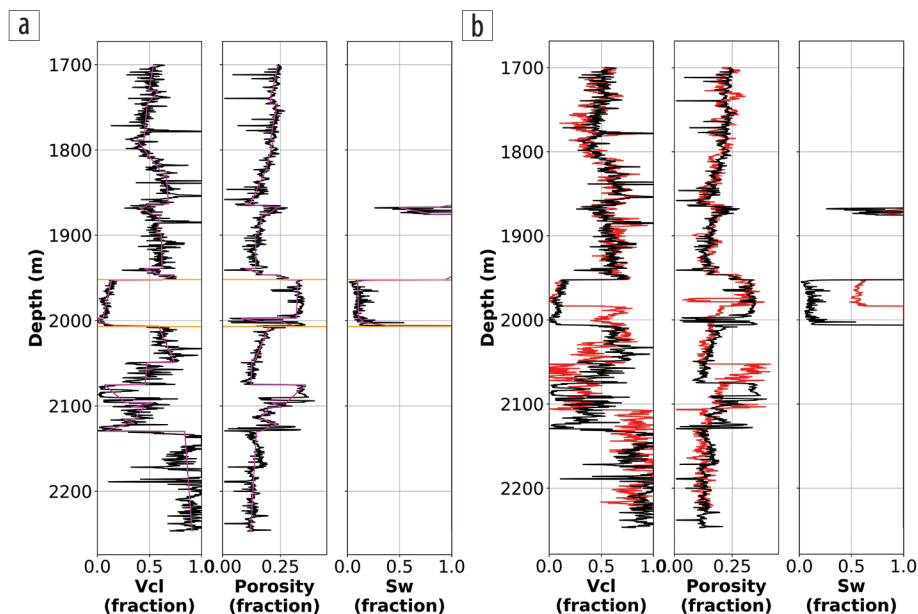 a
1700
1800
1900
2000
2100
2200
Depth (m)
0.0 0.5 1.0
Vcl
(fraction)
0.0 0.25
Porosity
(fraction)
0.0 0.5 1.0
Sw
(fraction)
b
1700
1800
1900
2000
2100
2200
Depth (m)
0.0 0.5 1.0
Vcl
(fraction)
0.25
Porosity
(fraction)
0.0 0.5 1.0
Sw
(fraction)